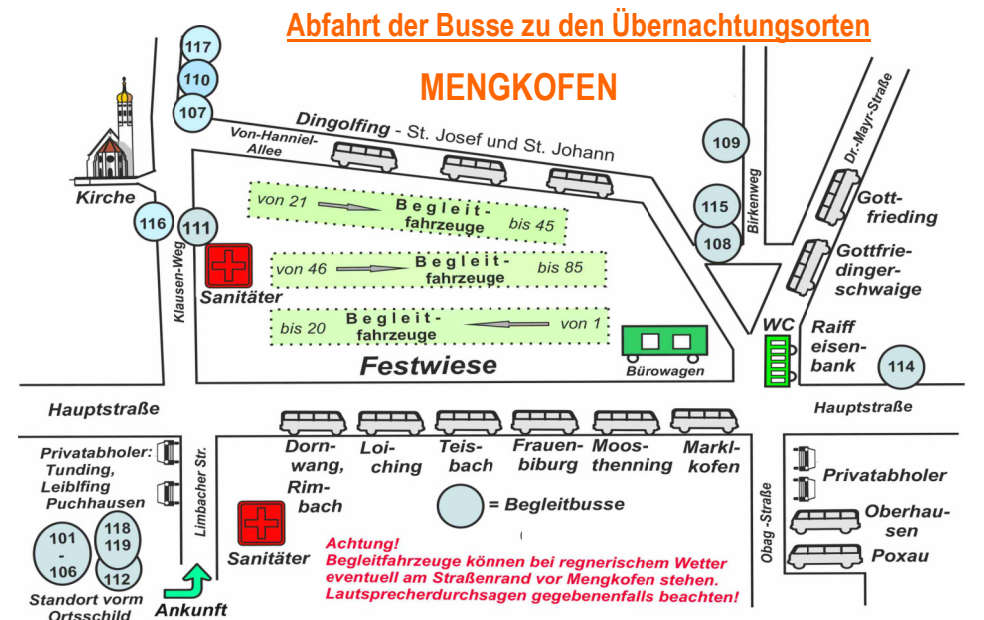 Abfahrt der Busse zu den Übernachtungsorten
MENGKOFEN
117
110
107
Dingolfing - St. Josef und St. Johann
Von-Hanniel-
Allee
109
Dr.-Mayr-Straße
Kirche
116
111
von 21
Begleit-
fahrzeuge
bis 45
115
108
Birkenweg
Gott-
frieding
Klausen-Weg
Sanitäter
von 46
Begleit-
fahrzeuge
bis 85
Gottfrie-
dinger-
schwaige
bis 20
Begleit-
fahrzeuge
von 1
WC
Raiff
eisen-
bank
Festwiese
Bürowagen
114
Hauptstraße
Hauptstraße
Privatabholer:
Tunding,
Leiblfing
Puchhausen
Limbacher Str.
Dorn-
wang,
Rim-
bach
Loi-
ching
Teis-
bach
Frauen-
biburg
Moos-
thenning
Markl-
kofen
Obag -Straße
Privatabholer
Oberhau-
sen
Poxau
= Begleitbusse
Sanitäter
101
-
106
118
119
112
Standort vorm
Ortsschild
Ankunft
Achtung!
Begleitfahrzeuge können bei regnerischem Wetter
eventuell am Straßenrand vor Mengkofen stehen.
Lautsprecherdurchsagen gegebenenfalls beachten!